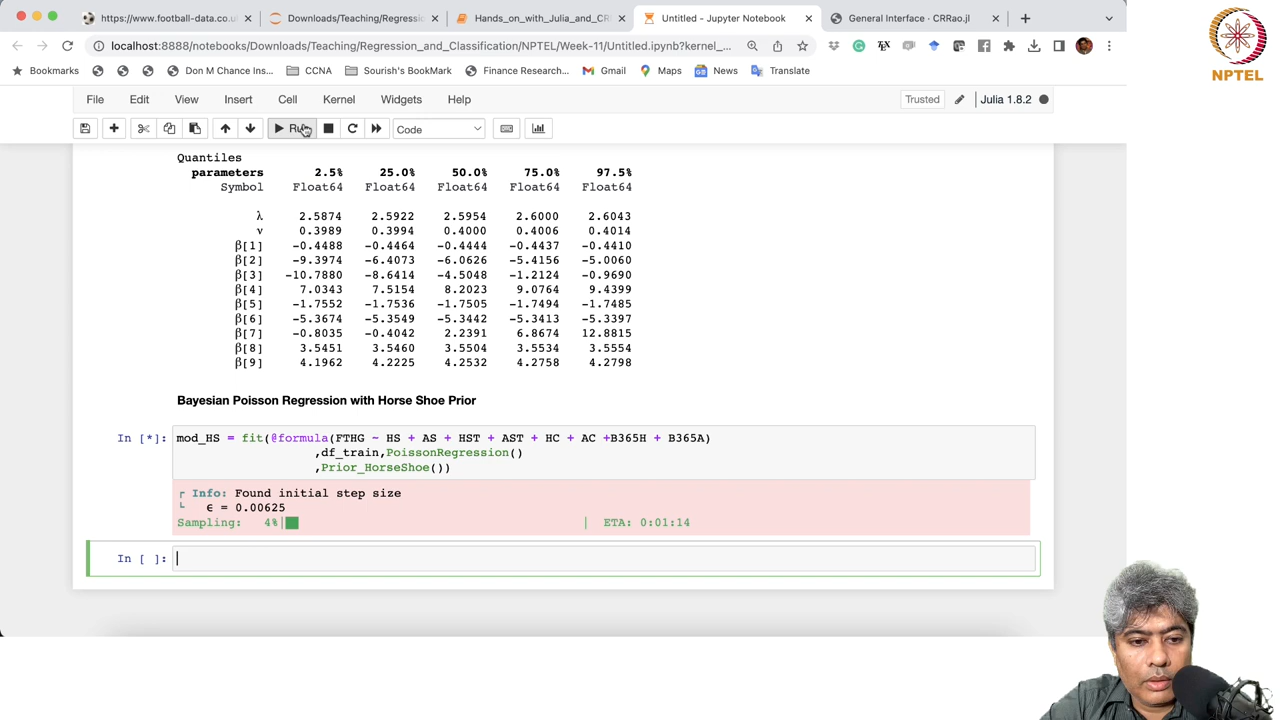 https://www.football-data.co.u
Downloads/Teaching/Regressi
Hands_on_with_Julia_and_CR
Untitled - Jupyter Notebook
General Interface · CRRao.jl
localhost:8888/notebooks/Downloads/Teaching/Regression_and_Classification/NPTEL/Week-11/Untitled.ipynb?kernel_...
Bookmarks
Don M Chance Ins...
CCNA
Sourish's BookMark
Finance Research...
Gmail
Maps
News
Translate
NPTEL
File Edit View Insert Cell Kernel Widgets Help
Trusted
Julia 1.8.2
Run
Code
Quantiles
parameters 2.5% 25.0% 50.0% 75.0% 97.5%
Symbol Float64 Float64 Float64 Float64 Float64
λ 2.5874 2.5922 2.5954 2.6000 2.6043
ν 0.3989 0.3994 0.4000 0.4006 0.4014
β[1] -0.4488 -0.4464 -0.4444 -0.4437 -0.4410
β[2] -9.3974 -6.4073 -6.0626 -5.4156 -5.0060
β[3] -10.7880 -8.6414 -4.5048 -1.2124 -0.9690
β[4] 7.0343 7.5154 8.2023 9.0764 9.4399
β[5] -1.7552 -1.7536 -1.7505 -1.7494 -1.7485
β[6] -5.3674 -5.3549 -5.3442 -5.3413 -5.3397
β[7] -0.8035 -0.4042 2.2391 6.8674 12.8815
β[8] 3.5451 3.5460 3.5504 3.5534 3.5554
β[9] 4.1962 4.2225 4.2532 4.2758 4.2798
Bayesian Poisson Regression with Horse Shoe Prior
In [*]: mod_HS = fit(@formula(FTHG ~ HS + AS + HST + AST + HC + AC +B365H + B365A)
,df_train,PoissonRegression()
,Prior_HorseShoe())
┌ Info: Found initial step size
└ ϵ = 0.00625
Sampling: 4%| | ETA: 0:01:14
In [ ]: